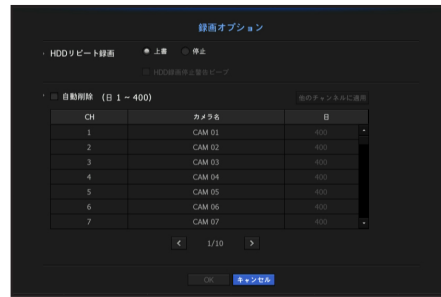 録画オプション
HDDリピート録画 上書 停止
HDD録画停止警告ビープ
自動削除 (日 1 ~ 400) 他のチャンネルに適用
CH カメラ名 日
1 CAM 01 400
2 CAM 02 400
3 CAM 03 400
4 CAM 04 400
5 CAM 05 400
6 CAM 06 400
7 CAM 07 400
< 1/10 >
OK キャンセル